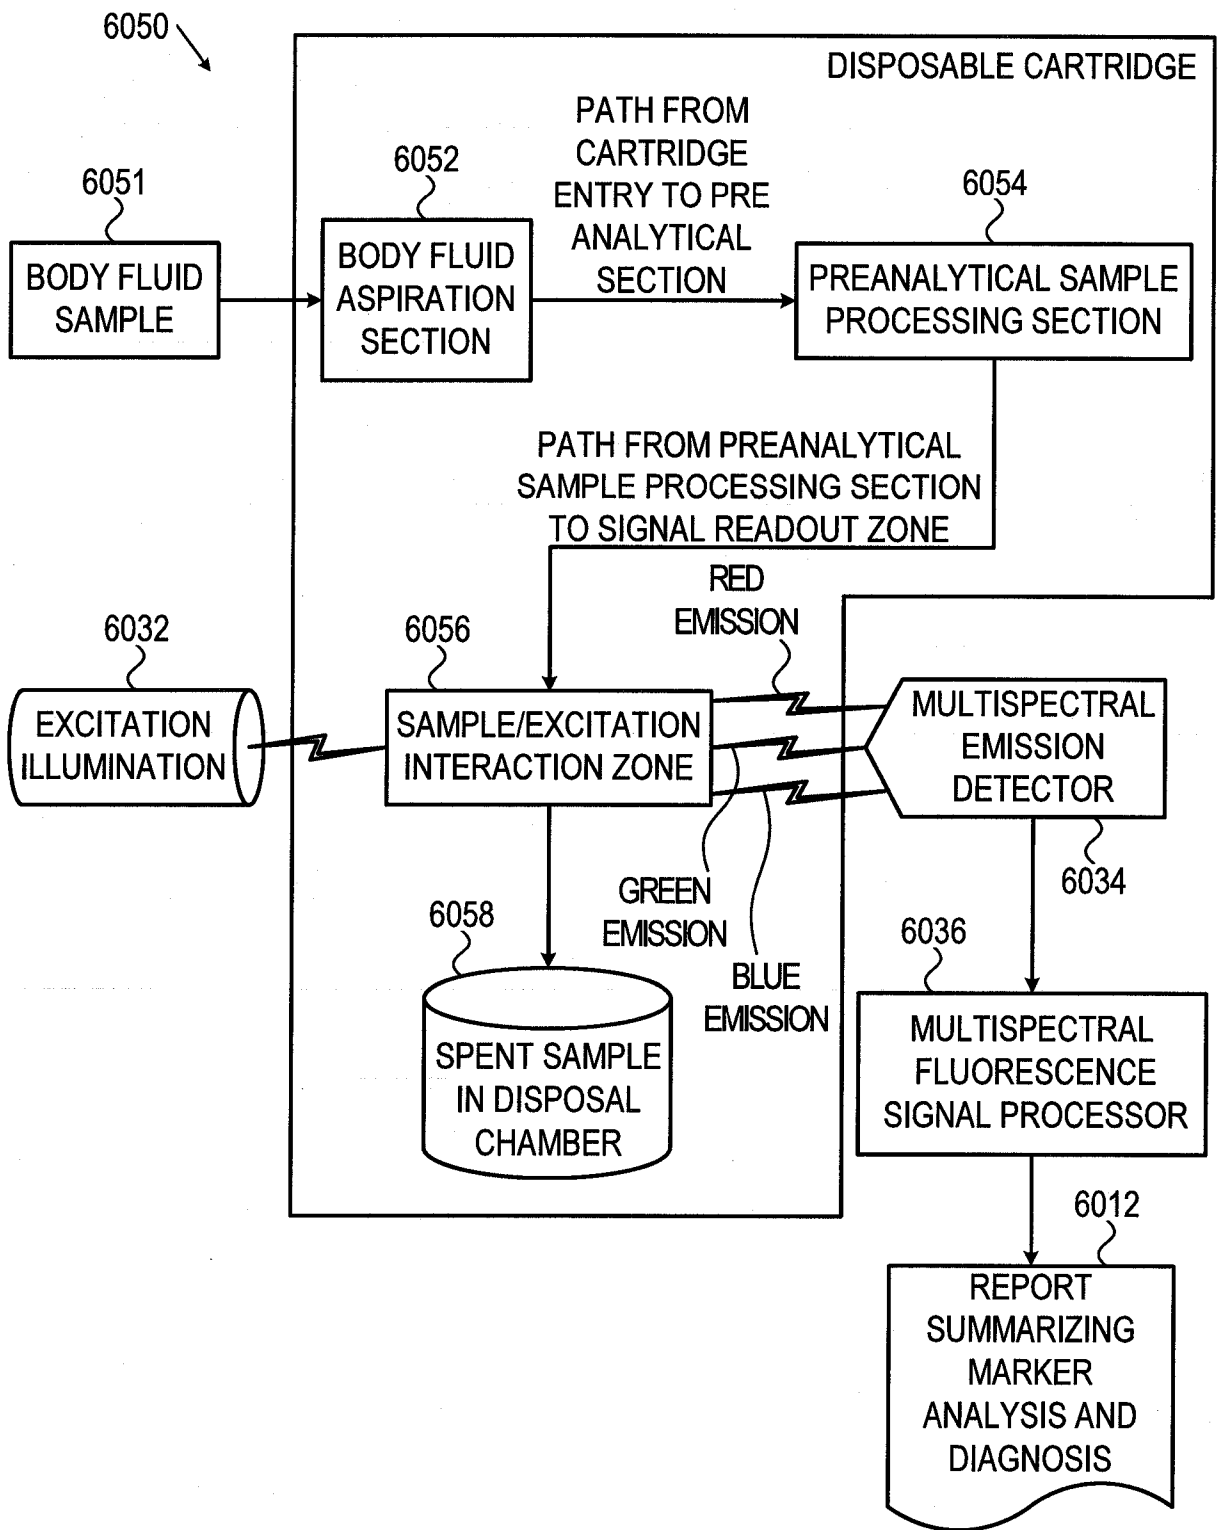 6050
DISPOSABLE CARTRIDGE
PATH FROM
CARTRIDGE
ENTRY TO PRE
ANALYTICAL
SECTION
6051
BODY FLUID
SAMPLE
6052
BODY FLUID
ASPIRATION
SECTION
6054
PREANALYTICAL SAMPLE
PROCESSING SECTION
PATH FROM PREANALYTICAL
SAMPLE PROCESSING SECTION
TO SIGNAL READOUT ZONE
RED
EMISSION
6032
EXCITATION
ILLUMINATION
6056
SAMPLE/EXCITATION
INTERACTION ZONE
MULTISPECTRAL
EMISSION
DETECTOR
6034
GREEN
EMISSION
BLUE
EMISSION
6058
SPENT SAMPLE
IN DISPOSAL
CHAMBER
6036
MULTISPECTRAL
FLUORESCENCE
SIGNAL PROCESSOR
6012
REPORT
SUMMARIZING
MARKER
ANALYSIS AND
DIAGNOSIS